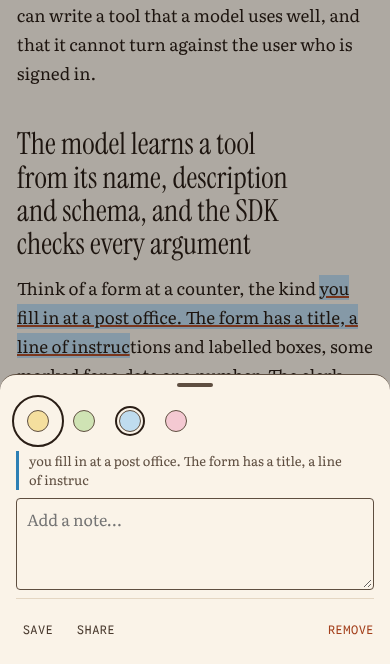 can write a tool that a model uses well, and
that it cannot turn against the user who is
signed in.
The model learns a tool
from its name, description
and schema, and the SDK
checks every argument
Think of a form at a counter, the kind you
fill in at a post office. The form has a title, a
line of instructions and labelled boxes, some
you fill in at a post office. The form has a title, a line
of instruc
Add a note...
SAVE SHARE REMOVE